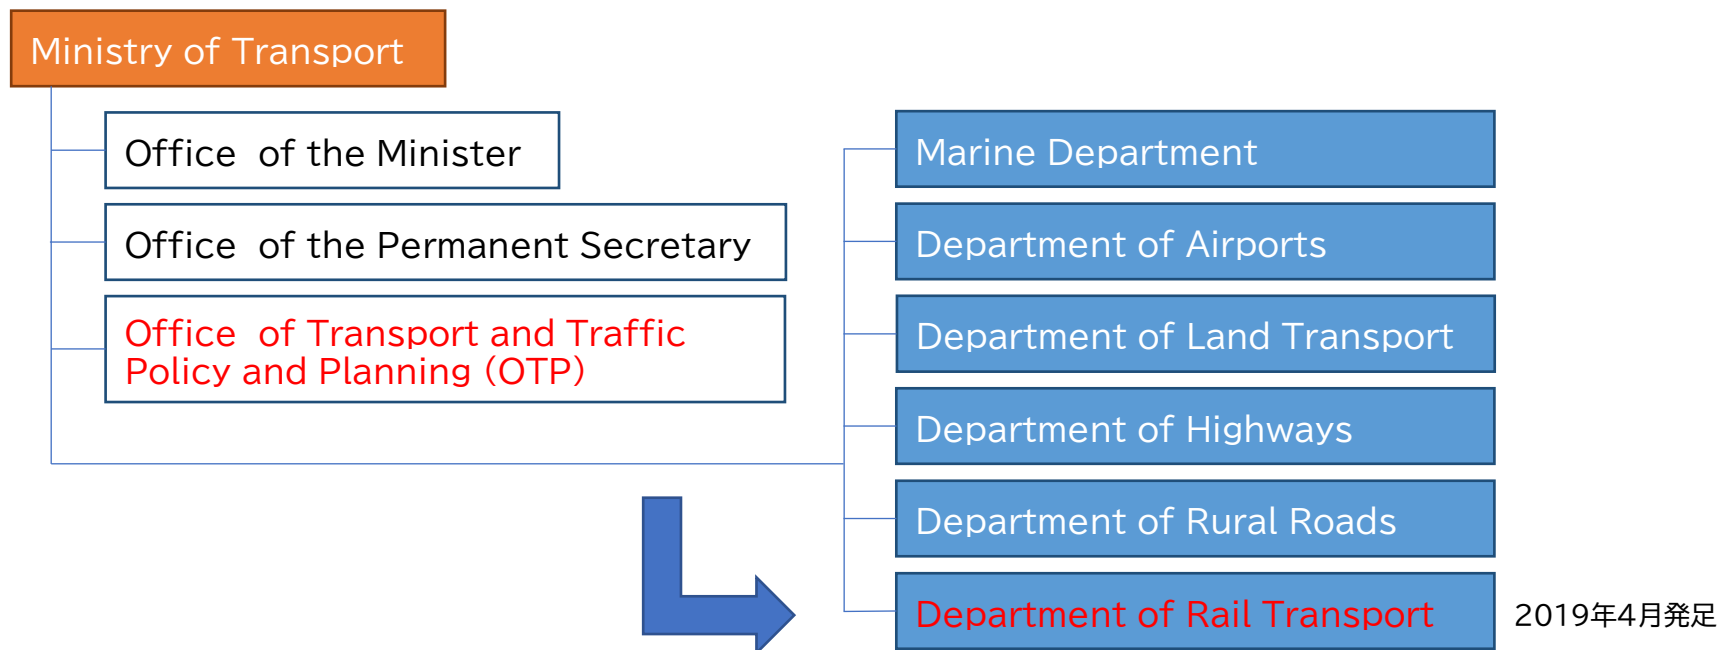 Ministry of Transport
Office of the Minister
Office of the Permanent Secretary
Office of Transport and Traffic
Policy and Planning (OTP)
Marine Department
Department of Airports
Department of Land Transport
Department of Highways
Department of Rural Roads
Department of Rail Transport
2019年4月発足